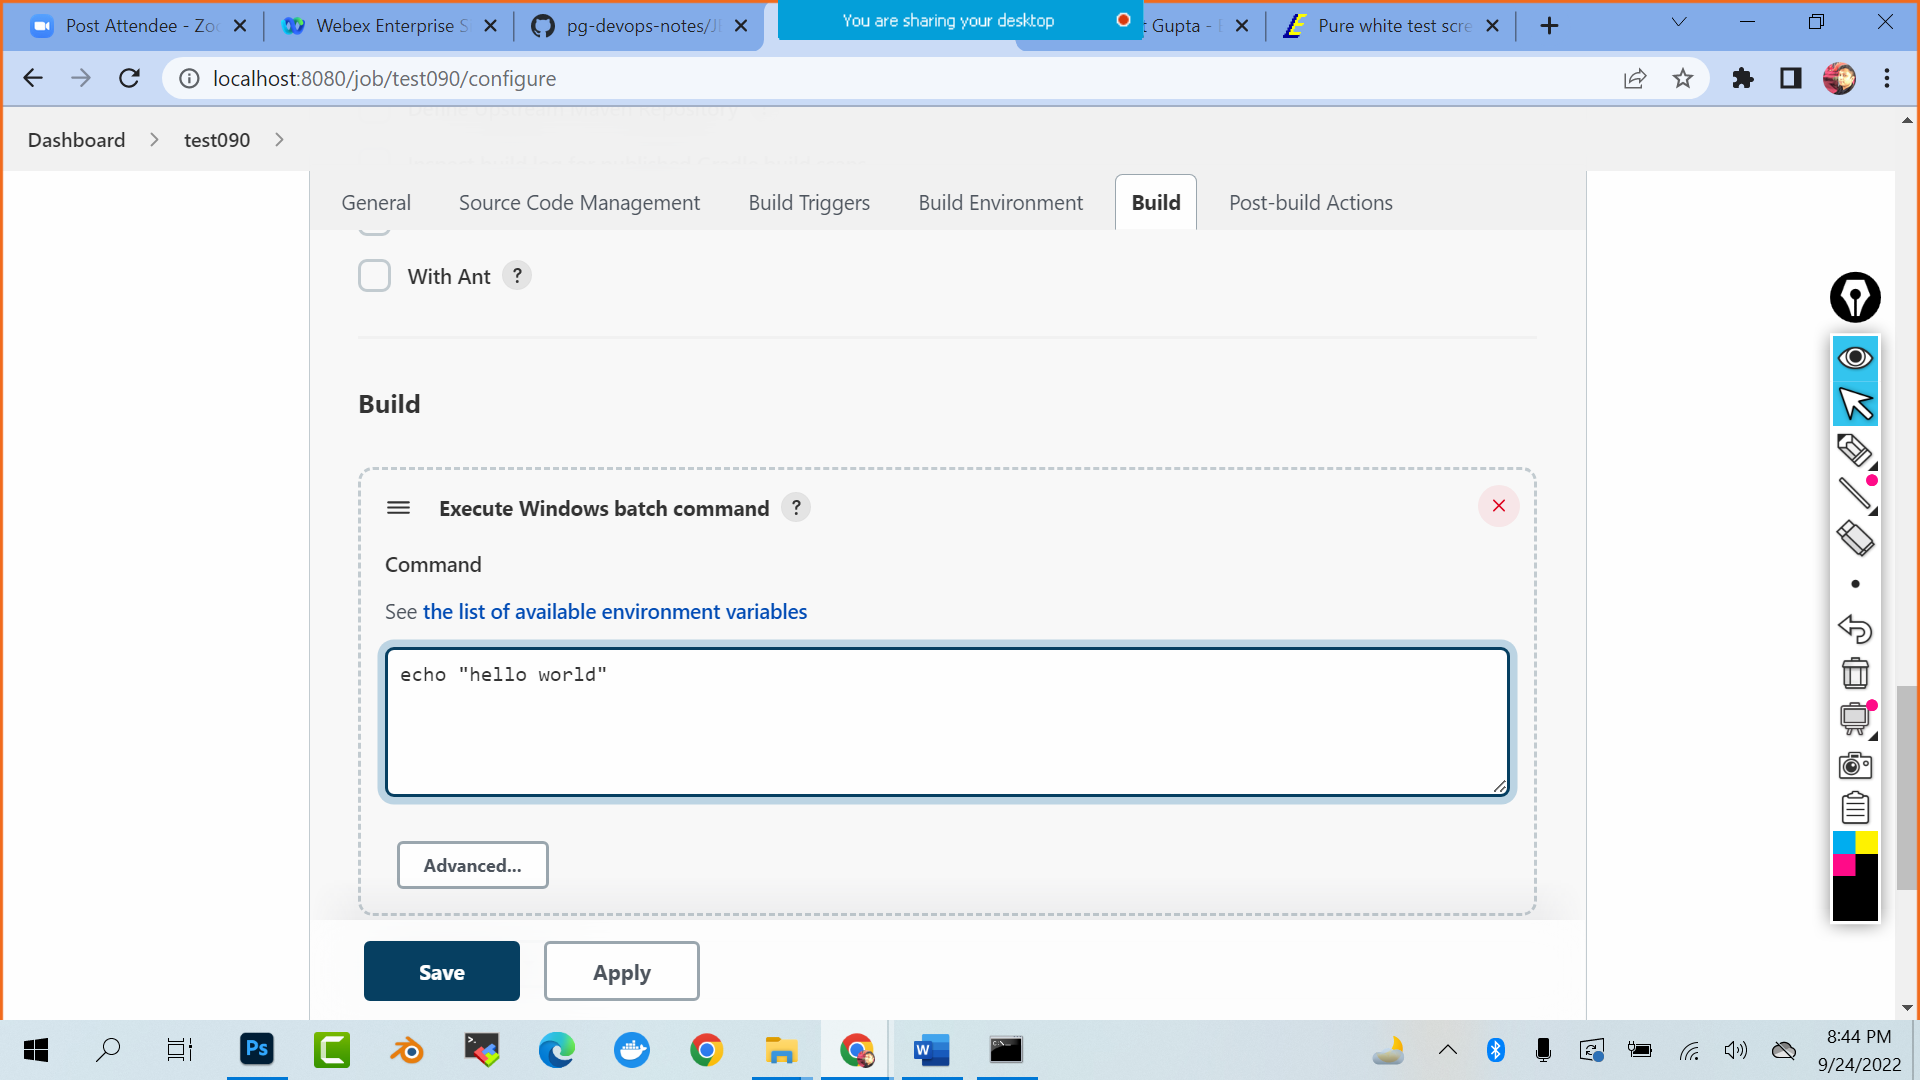 You are sharing your desktop
Post Attendee - Zoo
Webex Enterprise S
pg-devops-notes/JE
t Gupta -
Pure white test scre
localhost:8080/job/test090/configure
Dashboard
test090
General
Source Code Management
Build Triggers
Build Environment
Build
Post-build Actions
With Ant ?
Build
Execute Windows batch command ?
Command
See the list of available environment variables
echo "hello world"
Advanced...
Save
Apply
Ps
W
8:44 PM
9/24/2022